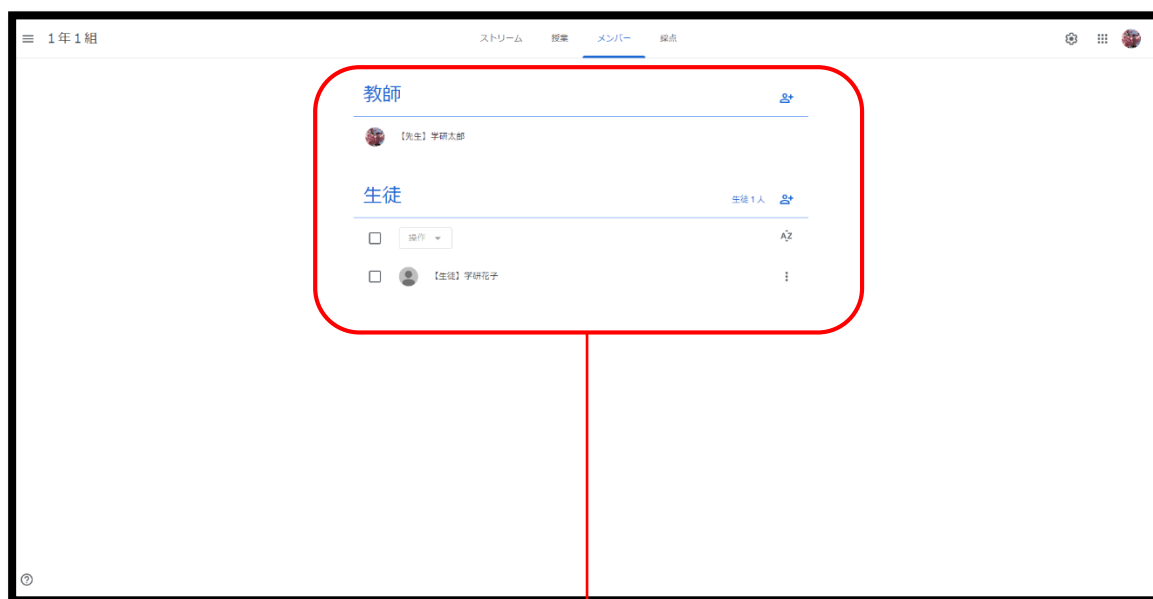 1年1組
ストリーム 授業 メンバー 採点
教師
【先生】学研太郎
生徒
生徒1人
操作
AZ
【生徒】学研花子